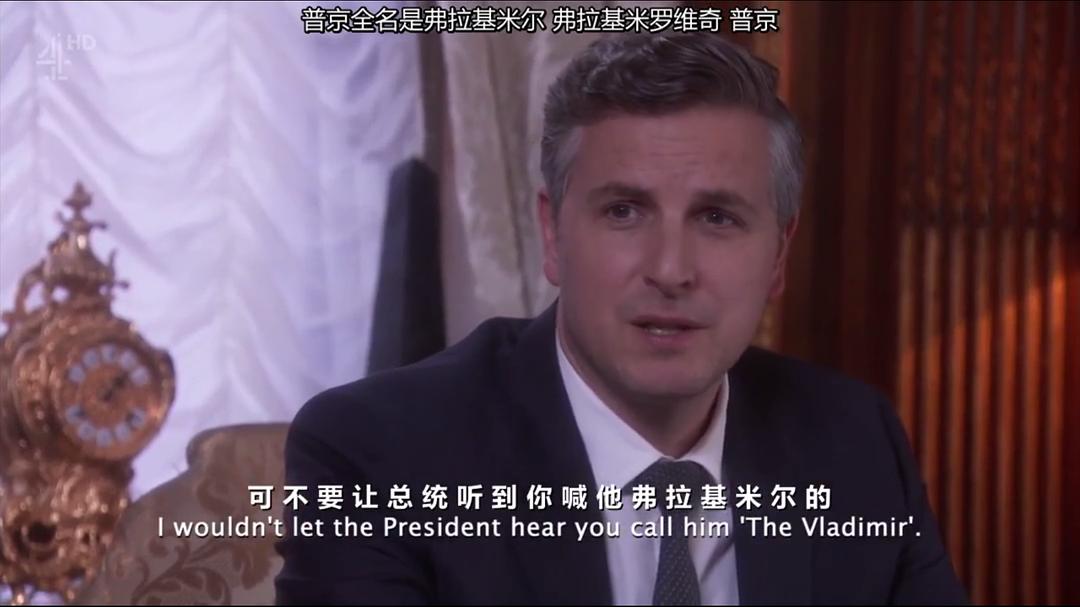 普京全名是弗拉基米尔 弗拉基米罗维奇 普京
4 HD
可不要让总统听到你喊他弗拉基米尔的
I wouldn't let the President hear you call him 'The Vladimir'.